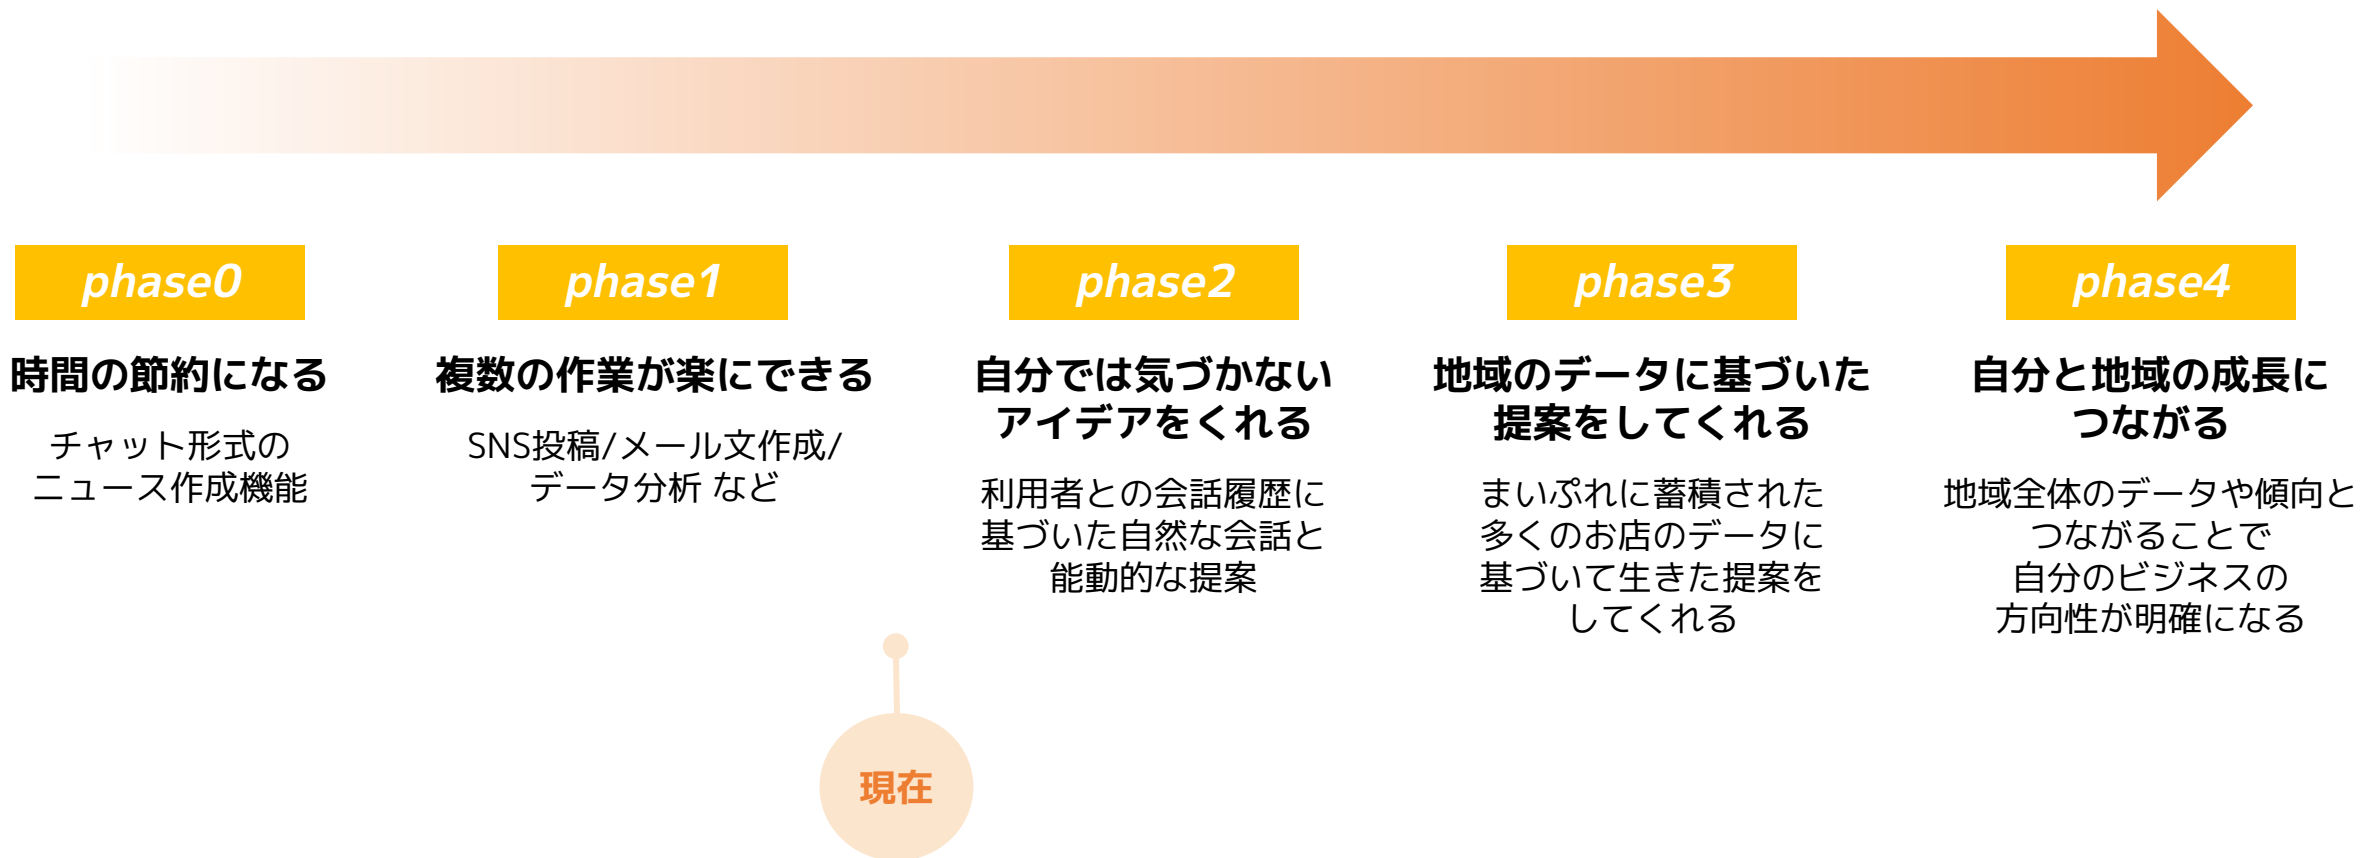 phase0
時間の節約になる
チャット形式の
ニュース作成機能
phase1
複数の作業が楽にできる
SNS投稿/メール文作成/
データ分析 など
phase2
自分では気づかない
アイデアをくれる
利用者との会話履歴に
基づいた自然な会話と
能動的な提案
phase3
地域のデータに基づいた
提案をしてくれる
まいぷれに蓄積された
多くのお店のデータに
基づいて生きた提案を
してくれる
phase4
自分と地域の成長に
つながる
地域全体のデータや傾向と
つながることで
自分のビジネスの
方向性が明確になる
現在